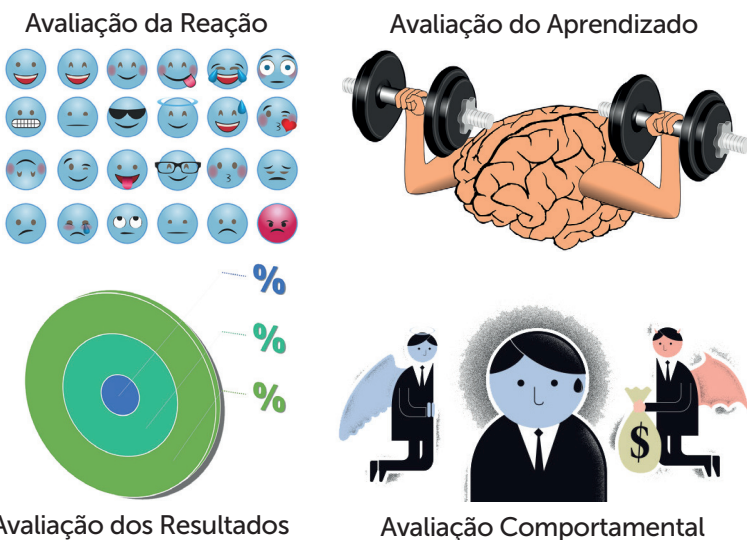 Avaliação da Reação
Avaliação do Aprendizado
%
%
%
$
Avaliação dos Resultados
Avaliação Comportamental